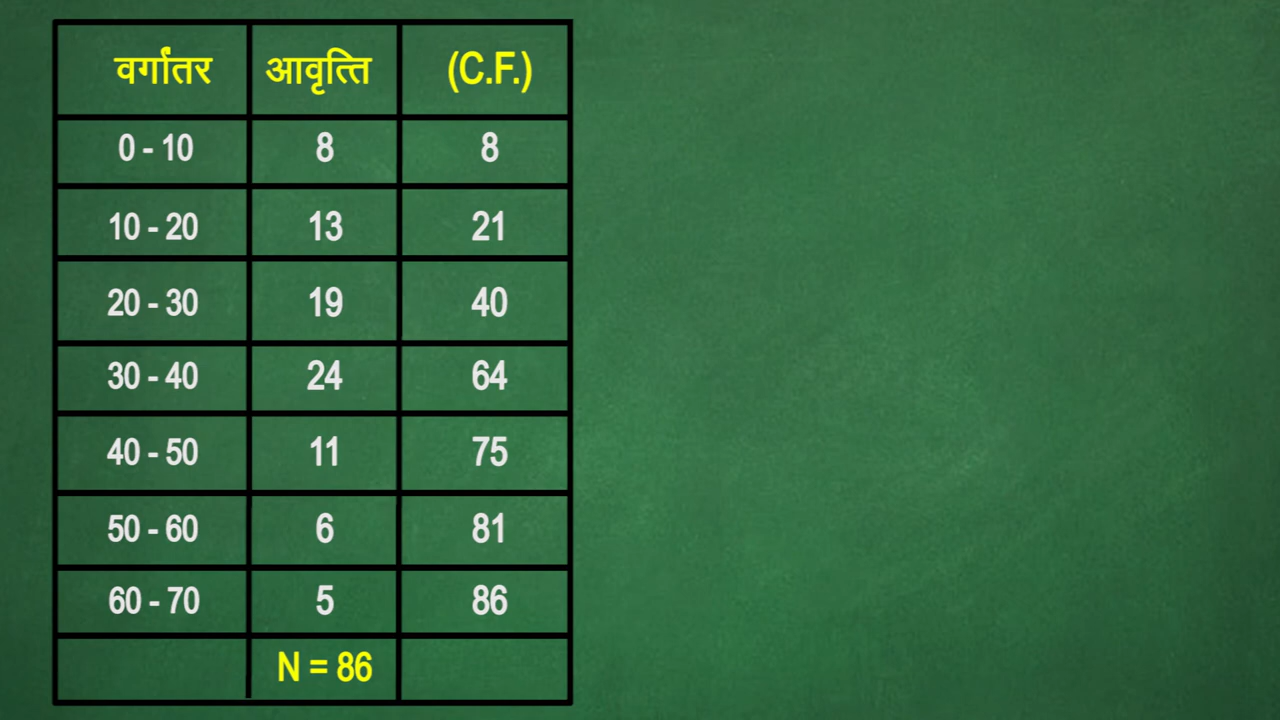 वर्गांतर आवृत्ति (C.F.)
0 - 10 8 8
10 - 20 13 21
20 - 30 19 40
30 - 40 24 64
40 - 50 11 75
50 - 60 6 81
60 - 70 5 86
N = 86